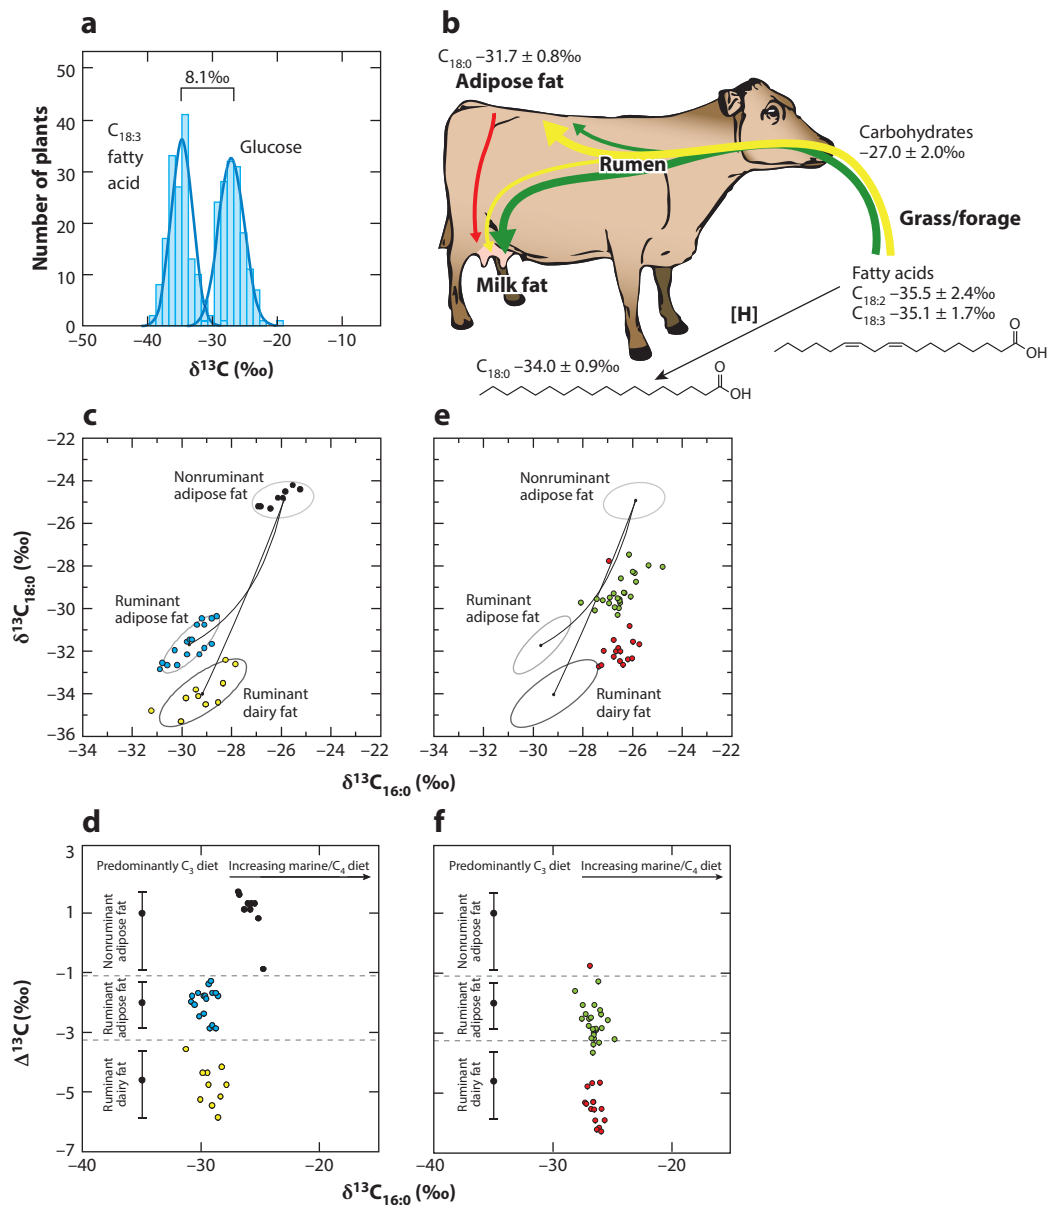 a
Number of plants
50
40
30
20
10
0
8.1‰
C18:3
fatty
acid
Glucose
−50
−40
−30
−20
−10
δ13C (‰)
b
C18:0 −31.7 ± 0.8‰
Adipose fat
Rumen
Carbohydrates
−27.0 ± 2.0‰
Grass/forage
Milk fat
Fatty acids
C18:2 −35.5 ± 2.4‰
C18:3 −35.1 ± 1.7‰
[H]
O
OH
C18:0 −34.0 ± 0.9‰
O
OH
c
δ13C18:0 (‰)
−22
−24
−26
−28
−30
−32
−34
−36
Nonruminant
adipose fat
Ruminant
adipose fat
Ruminant
dairy fat
−34
−32
−30
−28
−26
−24
−22
e
Nonruminant
adipose fat
Ruminant
adipose fat
Ruminant
dairy fat
−34
−32
−30
−28
−26
−24
−22
δ13C16:0 (‰)
d
Δ13C (‰)
3
1
−1
−3
−5
−7
Predominantly C3 diet
Increasing marine/C4 diet
Nonruminant
adipose fat
Ruminant
adipose fat
Ruminant
dairy fat
−40
−30
−20
f
Predominantly C3 diet
Increasing marine/C4 diet
Nonruminant
adipose fat
Ruminant
adipose fat
Ruminant
dairy fat
−40
−30
−20
δ13C16:0 (‰)